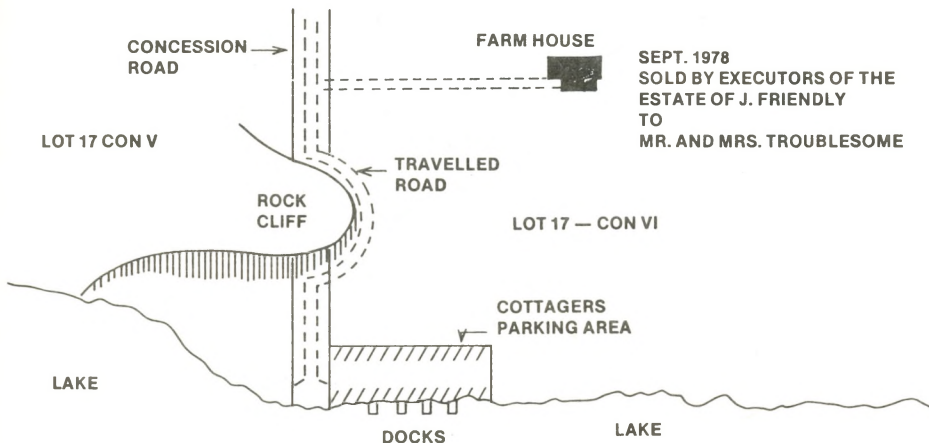 CONCESSION
ROAD
FARM HOUSE
SEPT. 1978
SOLD BY EXECUTORS OF THE
ESTATE OF J. FRIENDLY
TO
MR. AND MRS. TROUBLESOME
LOT 17 CON V
TRAVELLED
ROAD
ROCK
CLIFF
LOT 17 — CON VI
COTTAGERS
PARKING AREA
LAKE
DOCKS
LAKE